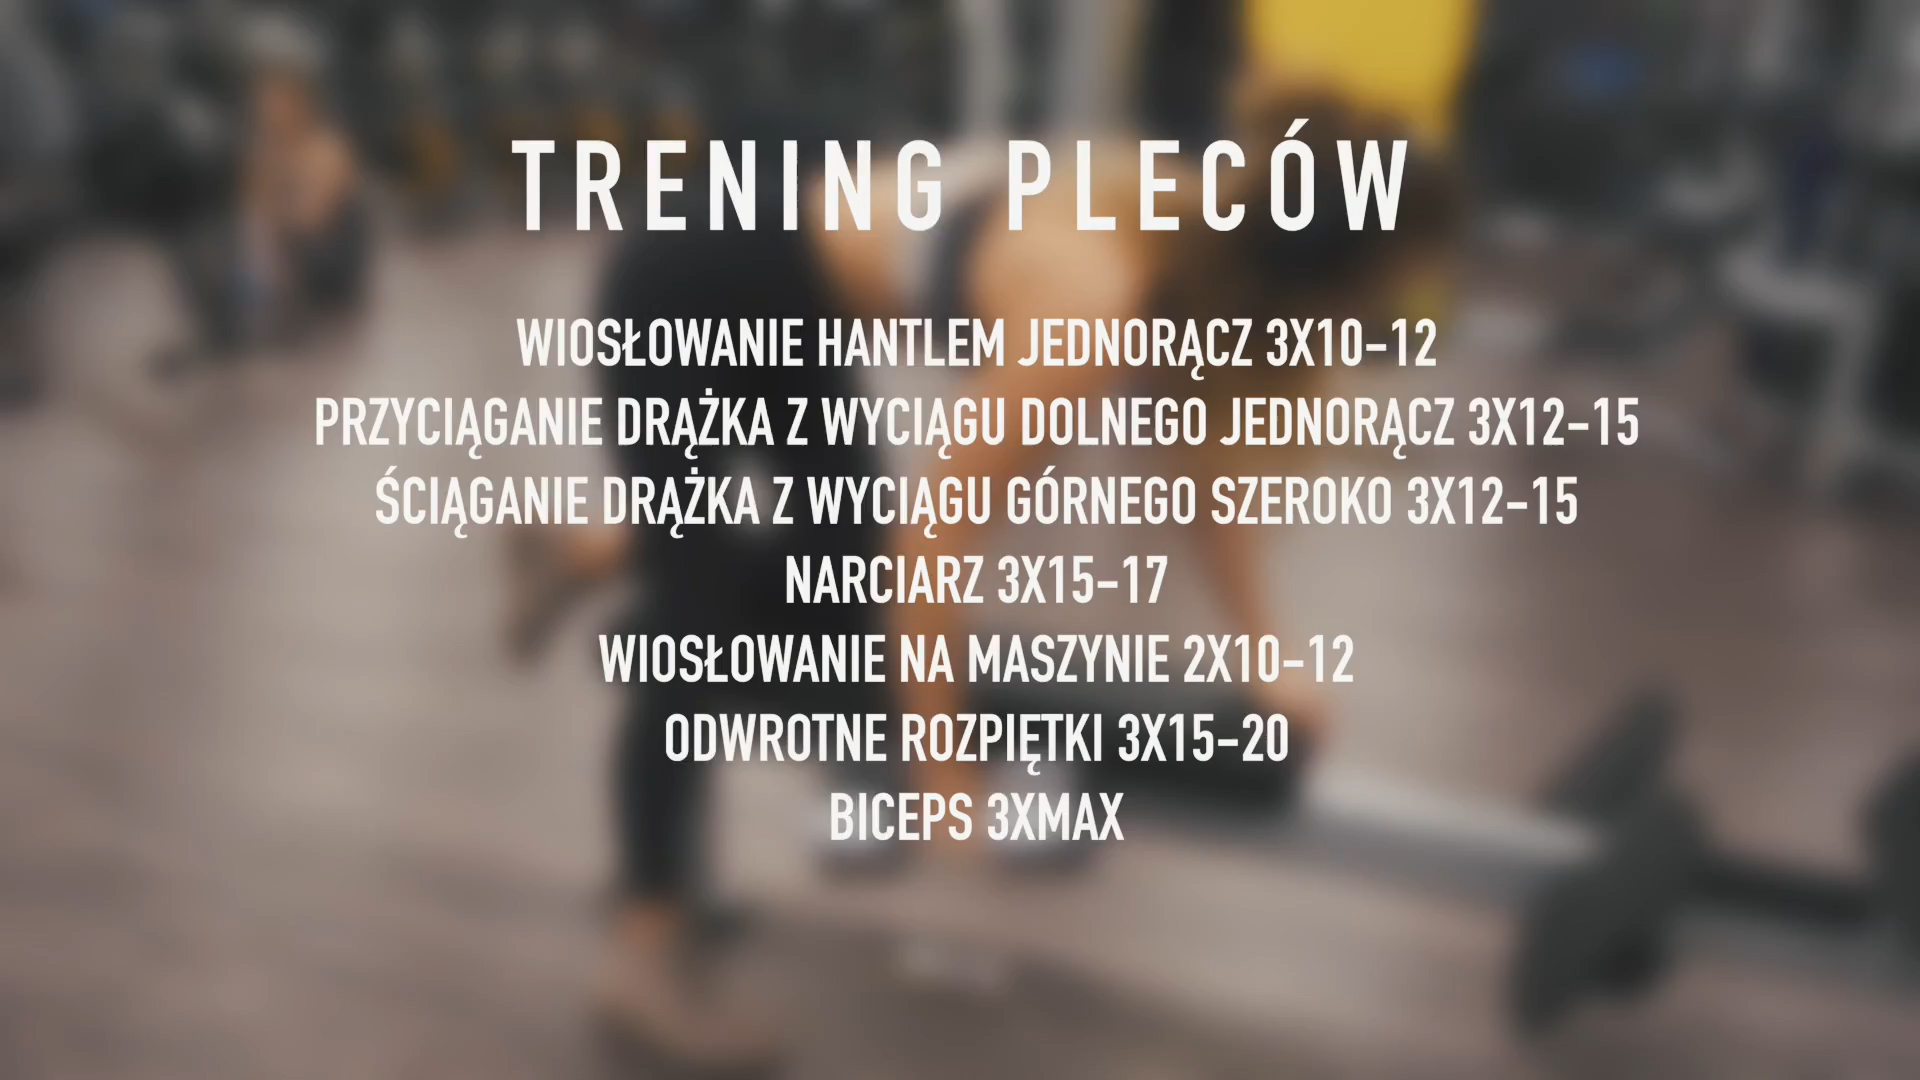 TRENING PLECÓW
WIOSŁOWANIE HANTLEM JEDNORĄCZ 3X10-12
PRZYCIĄGANIE DRĄŻKA Z WYCIĄGU DOLNEGO JEDNORĄCZ 3X12-15
ŚCIĄGANIE DRĄŻKA Z WYCIĄGU GÓRNEGO SZEROKO 3X12-15
NARCIARZ 3X15-17
WIOSŁOWANIE NA MASZYNIE 2X10-12
ODWROTNE ROZPIĘTKI 3X15-20
BICEPS 3XMAX